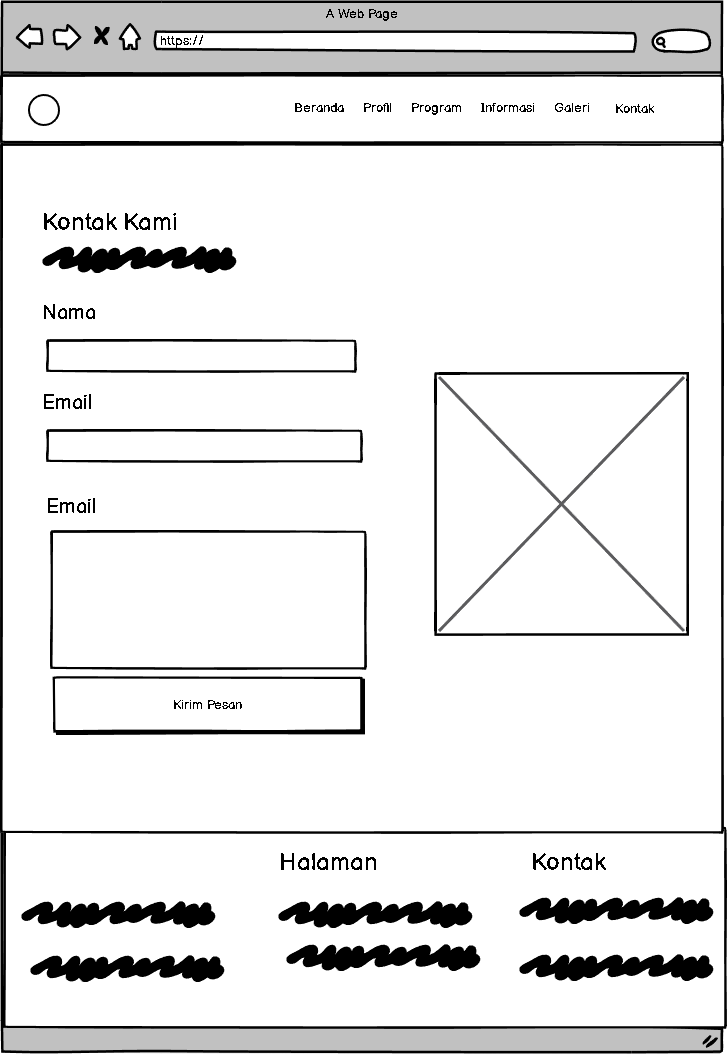 A Web Page
https://
Beranda Profil Program Informasi Galeri Kontak
Kontak Kami
Nama
Email
Email
Kirim Pesan
Halaman Kontak